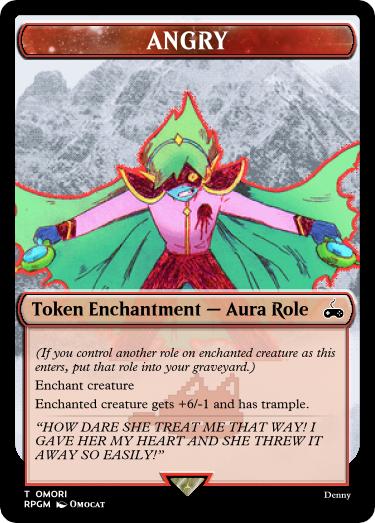 ANGRY
Token Enchantment — Aura Role
(If you control another role on enchanted creature as this
enters, put that role into your graveyard.)
Enchant creature
Enchanted creature gets +6/-1 and has trample.
“HOW DARE SHE TREAT ME THAT WAY! I
GAVE HER MY HEART AND SHE THREW IT
AWAY SO EASILY!”
T OMORI
Denny
RPGM Omocat